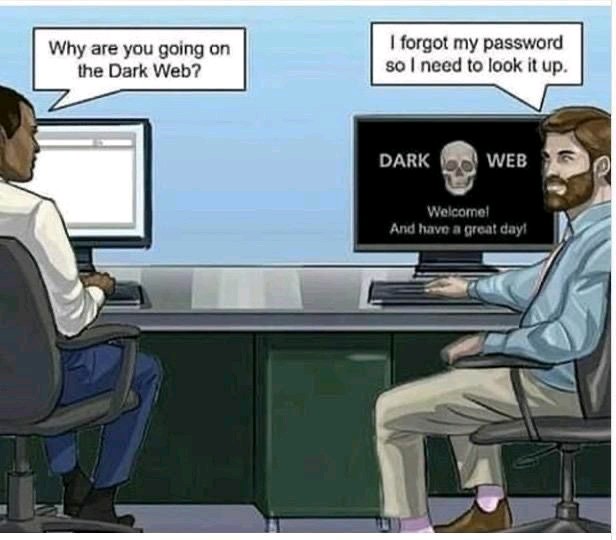 Why are you going on
the Dark Web?
I forgot my password
so I need to look it up.
DARK WEB
Welcome!
And have a great day!